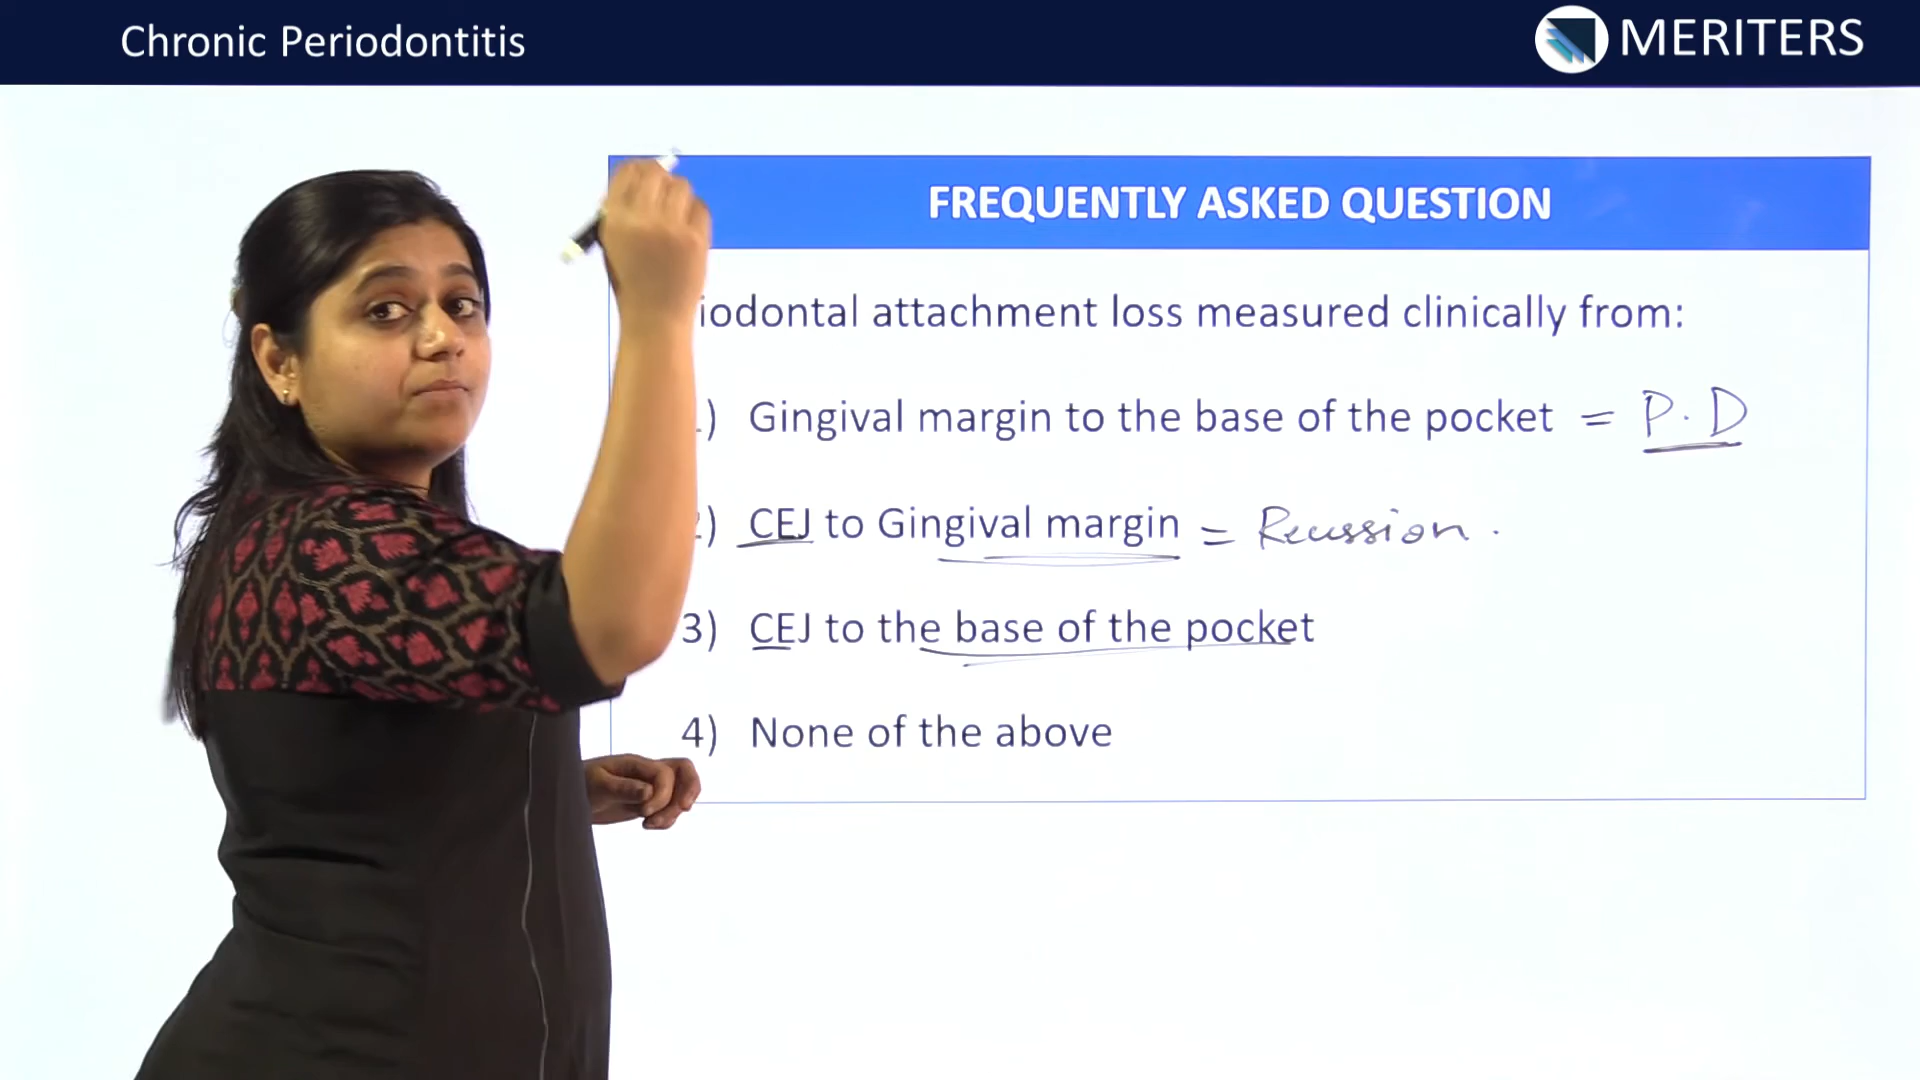 Chronic Periodontitis
MERITERS
FREQUENTLY ASKED QUESTION
iodontal attachment loss measured clinically from:
) Gingival margin to the base of the pocket = P.D
) CEJ to Gingival margin = Recussion.
3) CEJ to the base of the pocket
4) None of the above